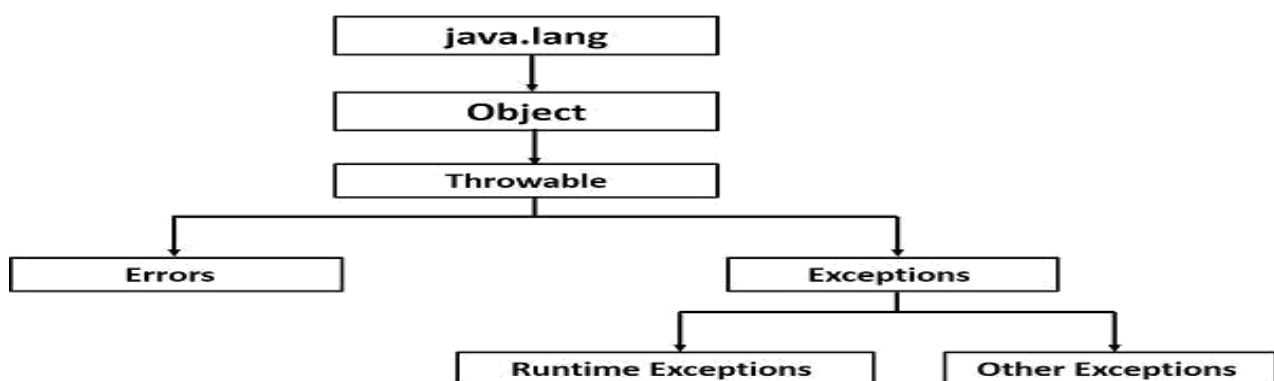 java.lang
Object
Throwable
Errors
Exceptions
Runtime Exceptions
Other Exceptions